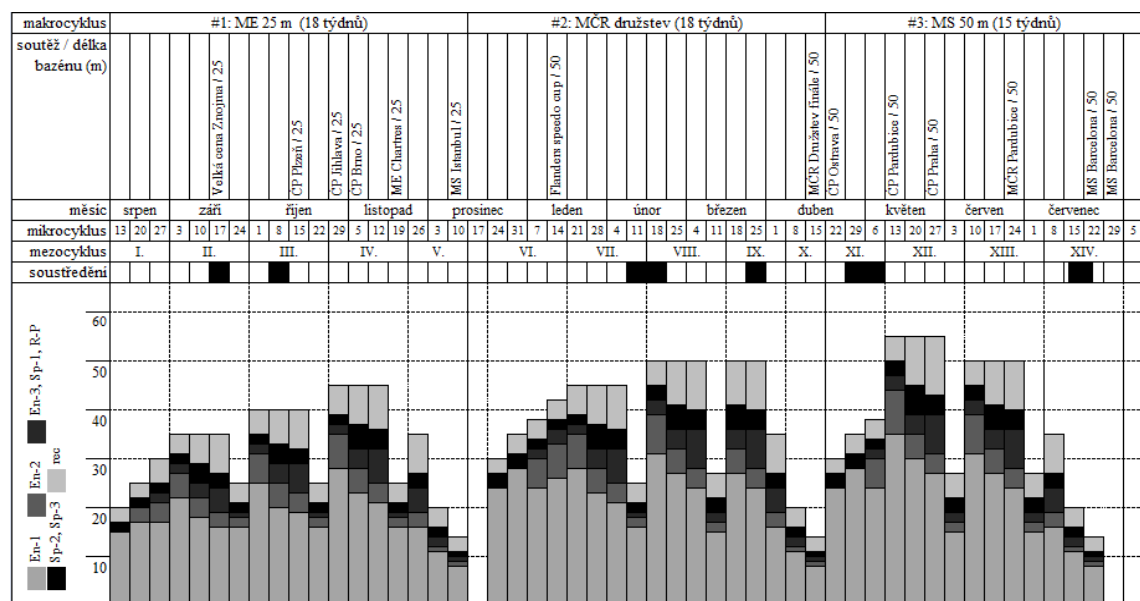 makrocyklus #1: ME 25 m (18 týdnů) #2: MČR družstev (18 týdnů) #3: MS 50 m (15 týdnů)
soutěž / délka
bazénu (m)
Velká cena Znojma / 25
ČP Plzeň / 25
ČP Jihlava / 25
ČP Brno / 25
ME Chartres / 25
MS Istanbul / 25
Flanders speedo cup / 50
MČR Družstev finále / 50
ČP Ostrava / 50
ČP Pardubice / 50
ČP Praha / 50
MČR Pardubice / 50
MS Barcelona / 50
MS Barcelona / 50
měsíc srpen září říjen listopad prosinec leden únor březen duben květen červen červenec
mikrocyklus 13 20 27 3 10 17 24 1 8 15 22 29 5 12 19 26 3 10 17 24 31 7 14 21 28 4 11 18 25 4 11 18 25 1 8 15 22 29 6 13 20 27 3 10 17 24 1 8 15 22 29 5
mezocyklus I. II. III. IV. V. VI. VII. VIII. IX. X. XI. XII. XIII. XIV.
soustředění
60
50
40
30
20
10
En-1
En-2
En-3, Sp-1, R-P
Sp-2, Sp-3
rec